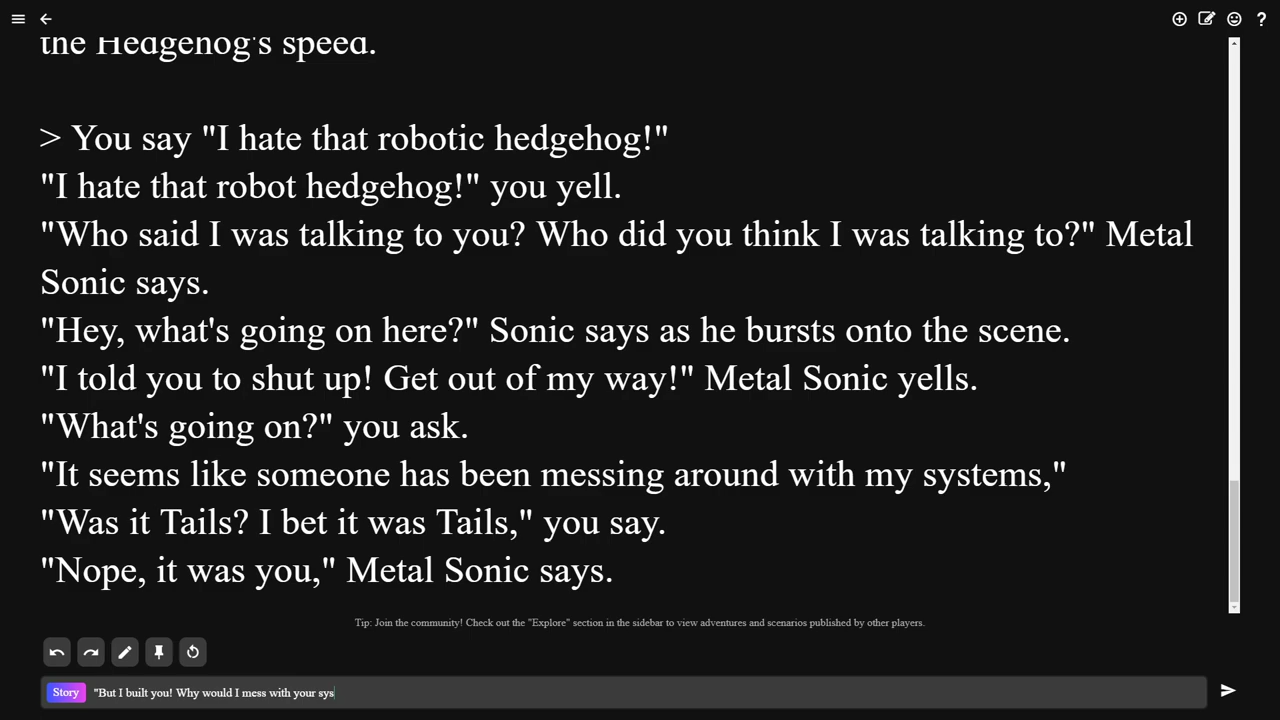 the Hedgehog's speed.
> You say "I hate that robotic hedgehog!"
"I hate that robot hedgehog!" you yell.
"Who said I was talking to you? Who did you think I was talking to?" Metal
Sonic says.
"Hey, what's going on here?" Sonic says as he bursts onto the scene.
"I told you to shut up! Get out of my way!" Metal Sonic yells.
"What's going on?" you ask.
"It seems like someone has been messing around with my systems,"
"Was it Tails? I bet it was Tails," you say.
"Nope, it was you," Metal Sonic says.
Tip: Join the community! Check out the "Explore" section in the sidebar to view adventures and scenarios published by other players.
Story "But I built you! Why would I mess with your sys